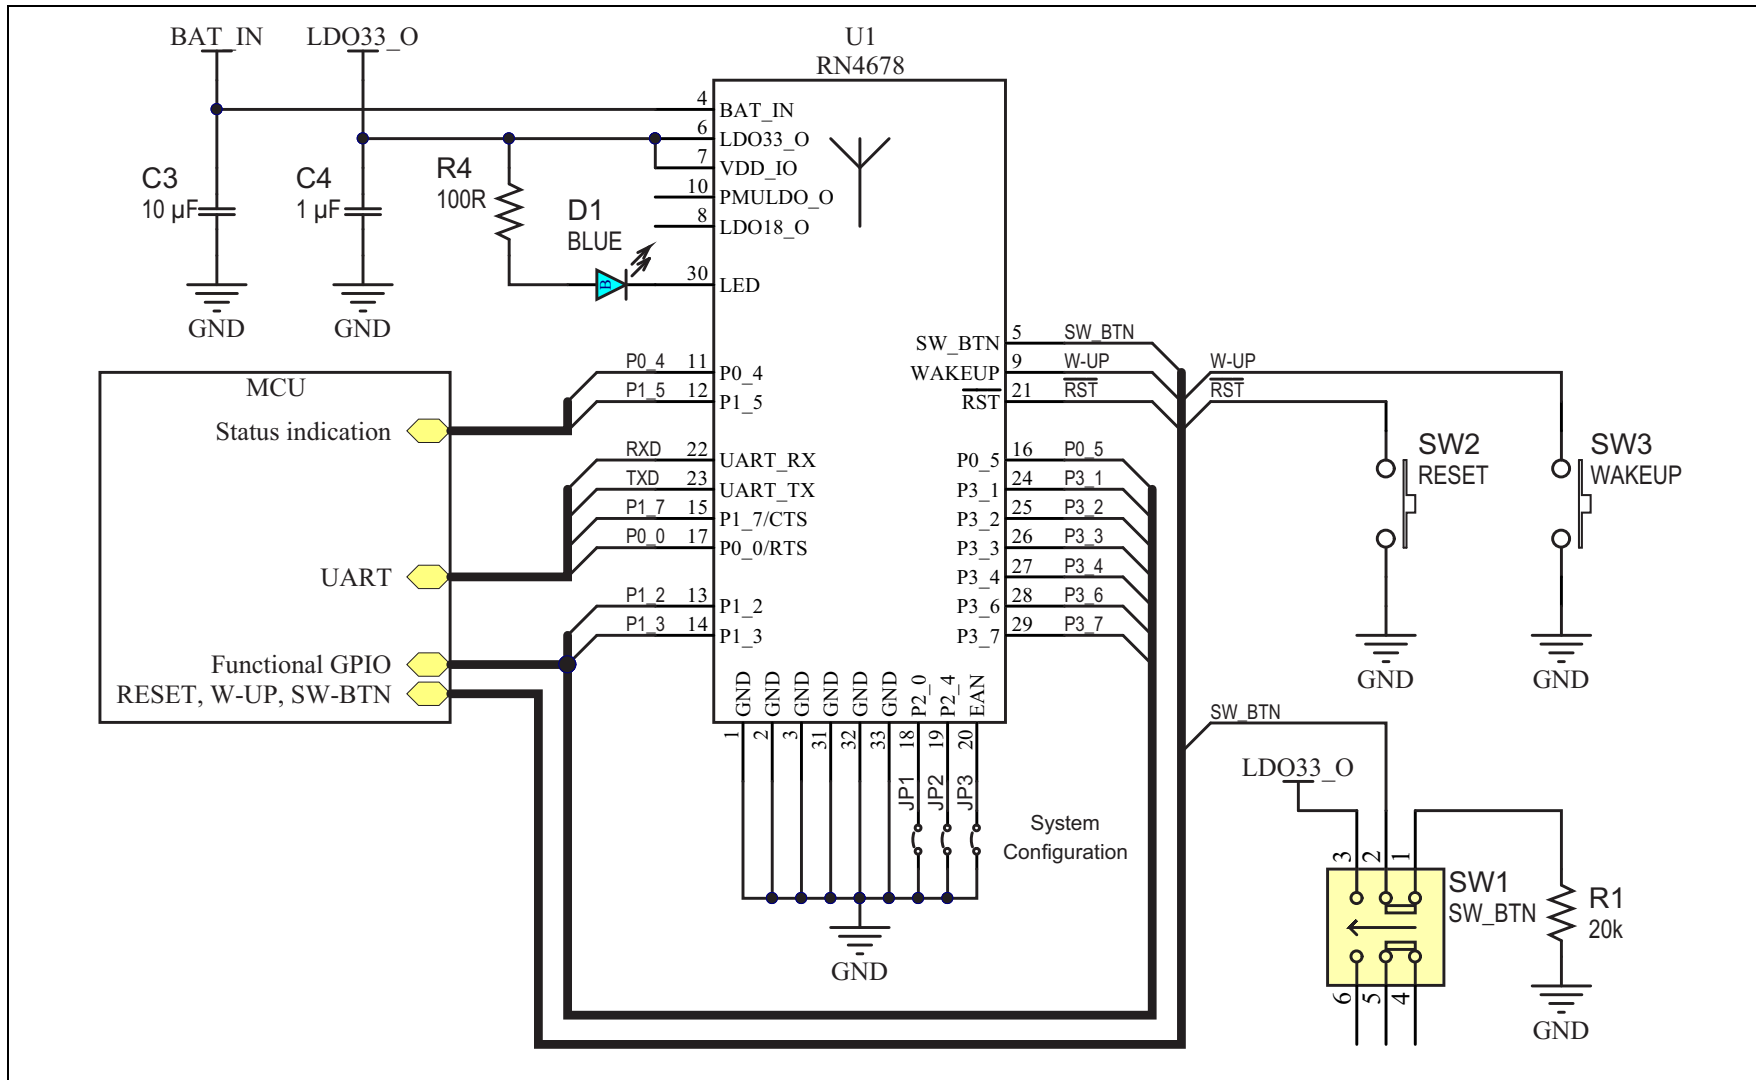 BAT_IN
LDO33_O
U1
RN4678
4
BAT_IN
6
LDO33_O
7
VDD_IO
10
PMULDO_O
8
LDO18_O
30
LED
C3
10 µF
C4
1 µF
R4
100R
D1
BLUE
B
GND
GND
5
SW_BTN
SW_BTN
9
W-UP
WAKEUP
21
RST
RST
W-UP
RST
MCU
Status indication
UART
Functional GPIO
RESET, W-UP, SW-BTN
P0_4
11
P0_4
P1_5
12
P1_5
RXD
22
UART_RX
TXD
23
UART_TX
P1_7
15
P1_7/CTS
P0_0
17
P0_0/RTS
P1_2
13
P1_2
P1_3
14
P1_3
P0_5
16
P0_5
P3_1
24
P3_1
P3_2
25
P3_2
P3_3
26
P3_3
P3_4
27
P3_4
P3_6
28
P3_6
P3_7
29
P3_7
SW2
RESET
SW3
WAKEUP
GND
GND
GND
GND
GND
GND
GND
GND
P2_0
P2_4
EAN
1
2
3
31
32
33
18
19
20
JP1
JP2
JP3
System
Configuration
GND
SW_BTN
LDO33_O
3
2
1
SW1
SW_BTN
R1
20k
6
5
4
GND